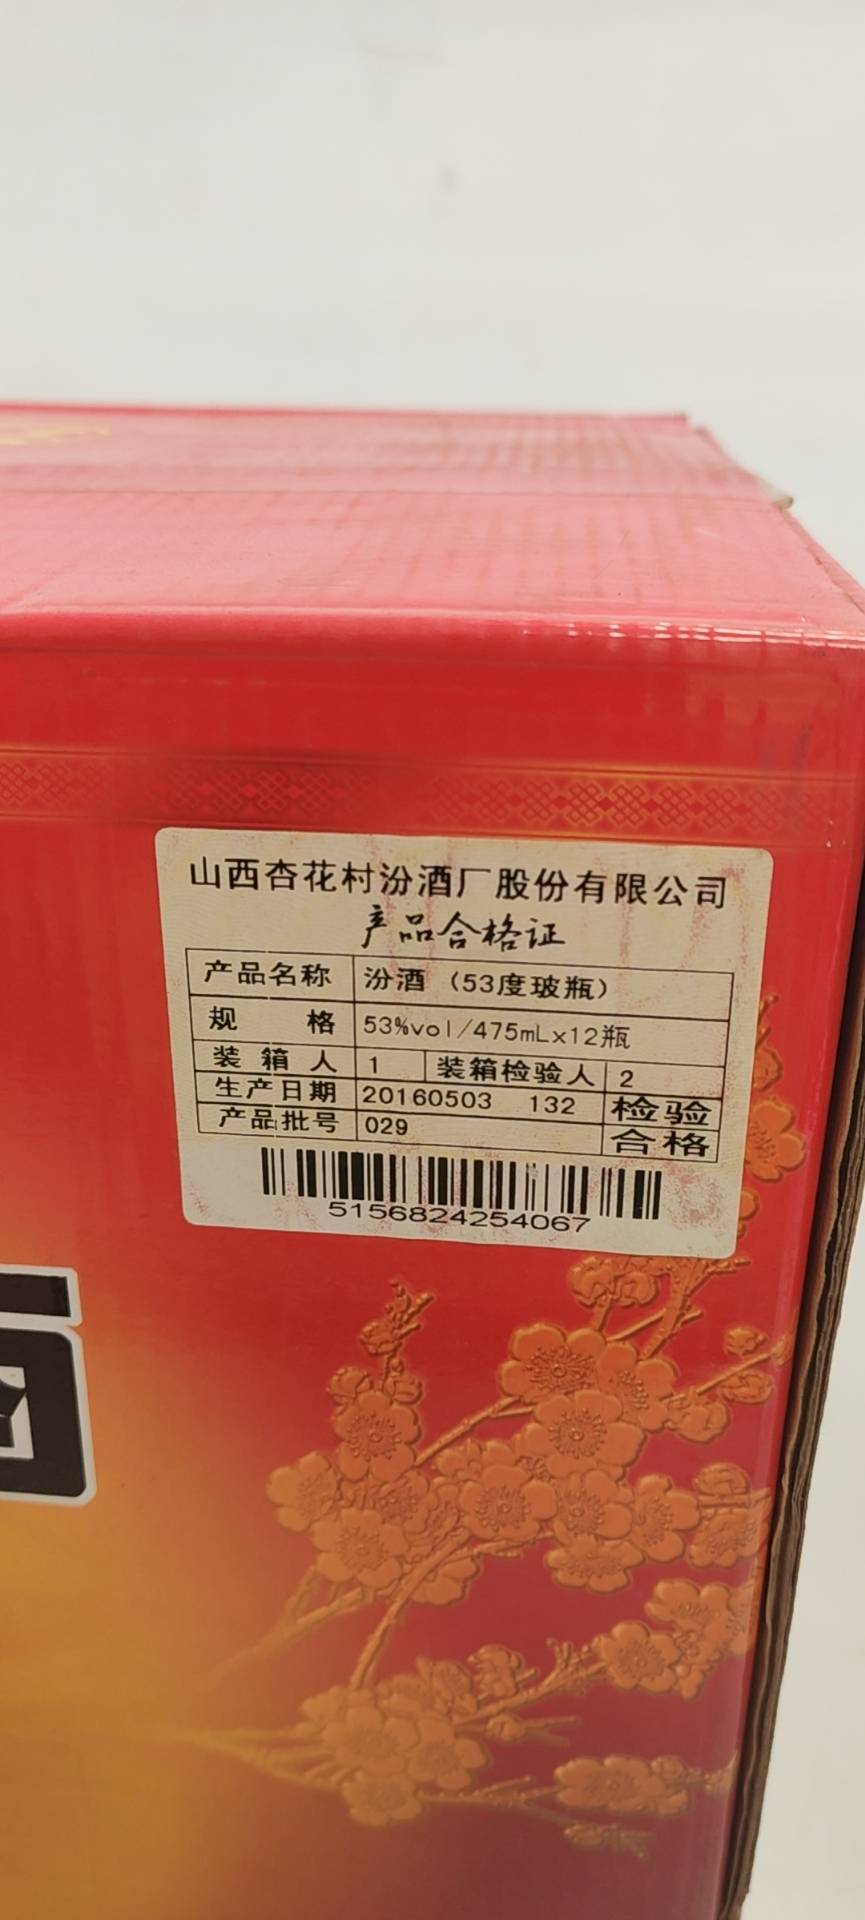 山西杏花村汾酒厂股份有限公司
产品合格证
产品名称 汾酒（53度玻瓶）
规 格 53%vol/475mL×12瓶
装 箱 人 1 装箱检验人 2
生产日期 20160503 132 检验
产品批号 029 合格
5156824254067